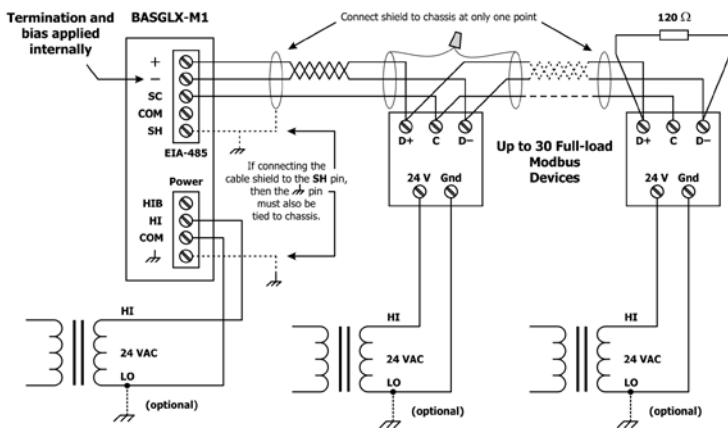 Termination and
bias applied
internally
BASGLX-M1
Connect shield to chassis at only one point
120 Ω
+
−
SC
COM
SH
EIA-485
D+ C D−
24 V Gnd
Up to 30 Full-load
Modbus
Devices
D+ C D−
24 V Gnd
If connecting the
cable shield to the SH pin,
then the pin
must also be
tied to chassis.
Power
HIB
HI
COM
HI
24 VAC
LO
(optional)
HI
24 VAC
LO
(optional)
HI
24 VAC
LO
(optional)